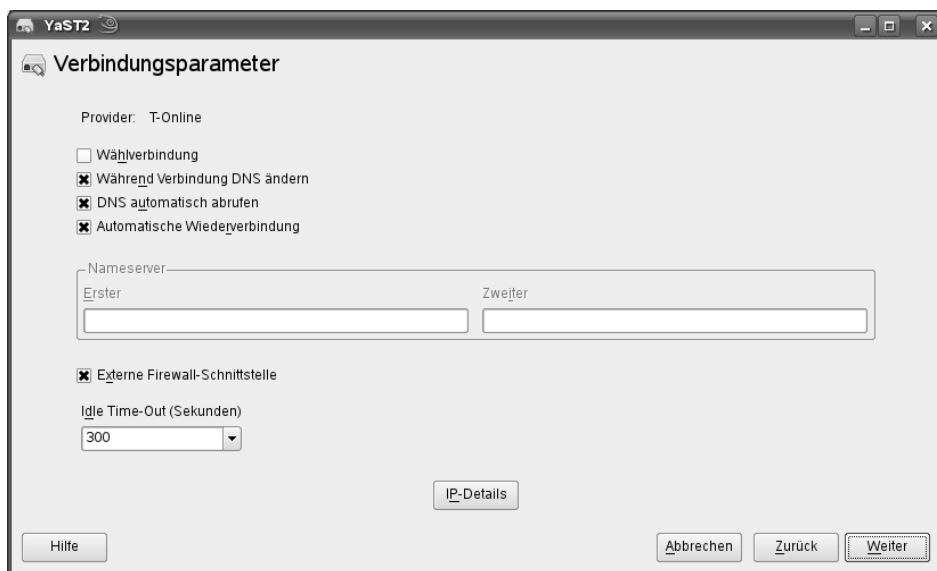 YaST2
Verbindungsparameter
Provider: T-Online
Wählverbindung
Während Verbindung DNS ändern
DNS automatisch abrufen
Automatische Wiederverbindung
Nameserver
Erster Zweiter
Externe Firewall-Schnittstelle
Idle Time-Out (Sekunden)
300
IP-Details
Hilfe Abbrechen Zurück Weiter